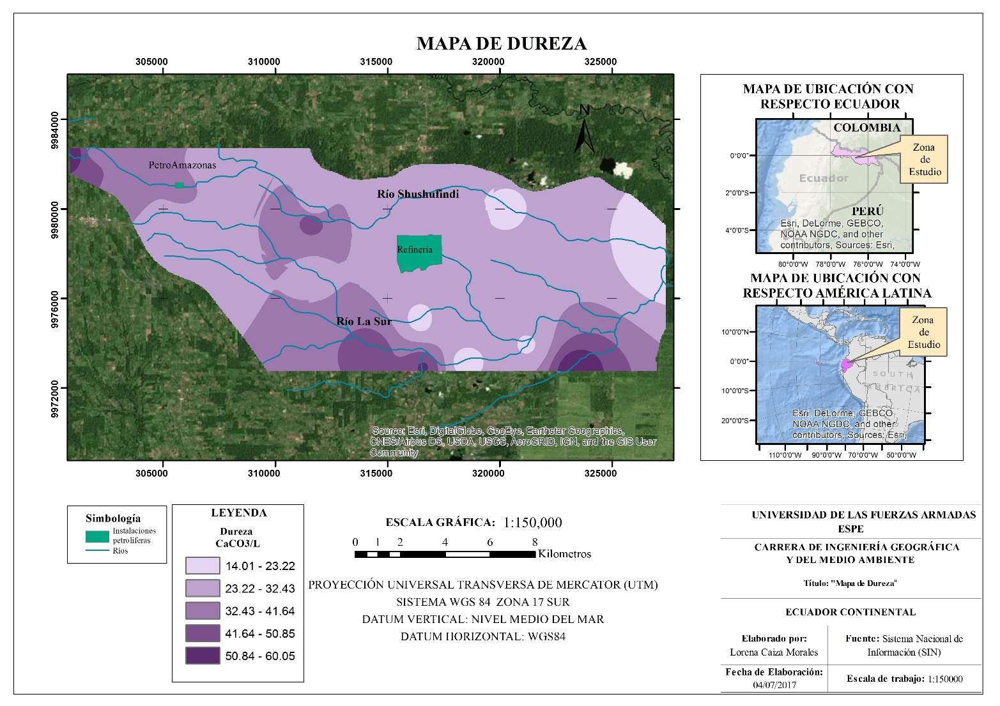 MAPA DE DUREZA
305000
310000
315000
320000
325000
9984000
9980000
9976000
9972000
N
PetroAmazonas
Río Shushufindi
Refinería
Río La Sur
Source: Esri, DigitalGlobe, GeoEye, Earthstar Geographics,
CNES/Airbus DS, USDA, USGS, AeroGRID, IGN, and the GIS User
Community
305000
310000
315000
320000
325000
MAPA DE UBICACIÓN CON
RESPECTO ECUADOR
COLOMBIA
Zona
de
Estudio
Ecuador
PERÚ
Esri, DeLorme, GEBCO,
NOAA NGDC, and other
contributors, Sources: Esri,
0°0'0"
2°0'0"S
4°0'0"S
80°0'0"W
78°0'0"W
76°0'0"W
74°0'0"W
MAPA DE UBICACIÓN CON
RESPECTO AMÉRICA LATINA
Zona
de
Estudio
10°0'0"N
0°0'0"
10°0'0"S
20°0'0"S
SOUTH
AMERICA
Esri, DeLorme, GEBCO,
NOAA NGDC, and other
contributors, Sources: Esri,
110°0'0"W
90°0'0"W
70°0'0"W
50°0'0"W
Simbología
Instalaciones
petrolíferas
Ríos
LEYENDA
Dureza
CaCO3/L
14.01 - 23.22
23.22 - 32.43
32.43 - 41.64
41.64 - 50.85
50.84 - 60.05
ESCALA GRÁFICA: 1:150,000
0 1 2 4 6 8
Kilometros
PROYECCIÓN UNIVERSAL TRANSVERSA DE MERCATOR (UTM)
SISTEMA WGS 84 ZONA 17 SUR
DATUM VERTICAL: NIVEL MEDIO DEL MAR
DATUM HORIZONTAL: WGS84
UNIVERSIDAD DE LAS FUERZAS ARMADAS
ESPE
CARRERA DE INGENIERÍA GEOGRÁFICA
Y DEL MEDIO AMBIENTE
Título: "Mapa de Dureza"
ECUADOR CONTINENTAL
Elaborado por:
Lorena Caiza Morales
Fuente: Sistema Nacional de
Información (SIN)
Fecha de Elaboración:
04/07/2017
Escala de trabajo: 1:150000